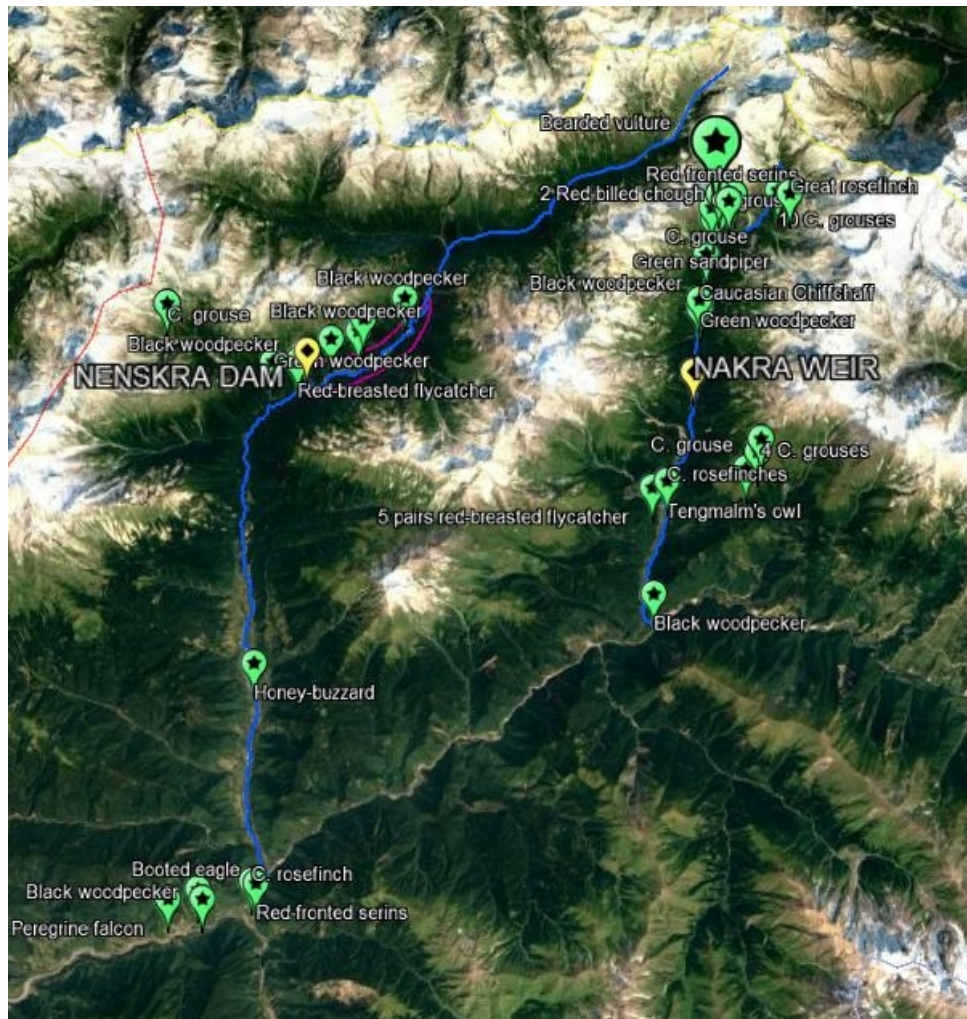 Bearded vulture
Red-fronted serins
2 Red-billed chough
grous
Great rosefinch
10 C. grouses
C. grouse
Green sandpiper
Black woodpecker
Black woodpecker
Caucasian Chiffchaff
C. grouse
Black woodpecker
Green woodpecker
Black woodpecker
Green woodpecker
NENSKRA DAM
NAKRA WEIR
Red-breasted flycatcher
C. grouse
4 C. grouses
C. rosefinches
5 pairs red-breasted flycatcher
Tengmalm's owl
Black woodpecker
Honey-buzzard
Booted eagle
C. rosefinch
Black woodpecker
Red-fronted serins
Peregrine falcon